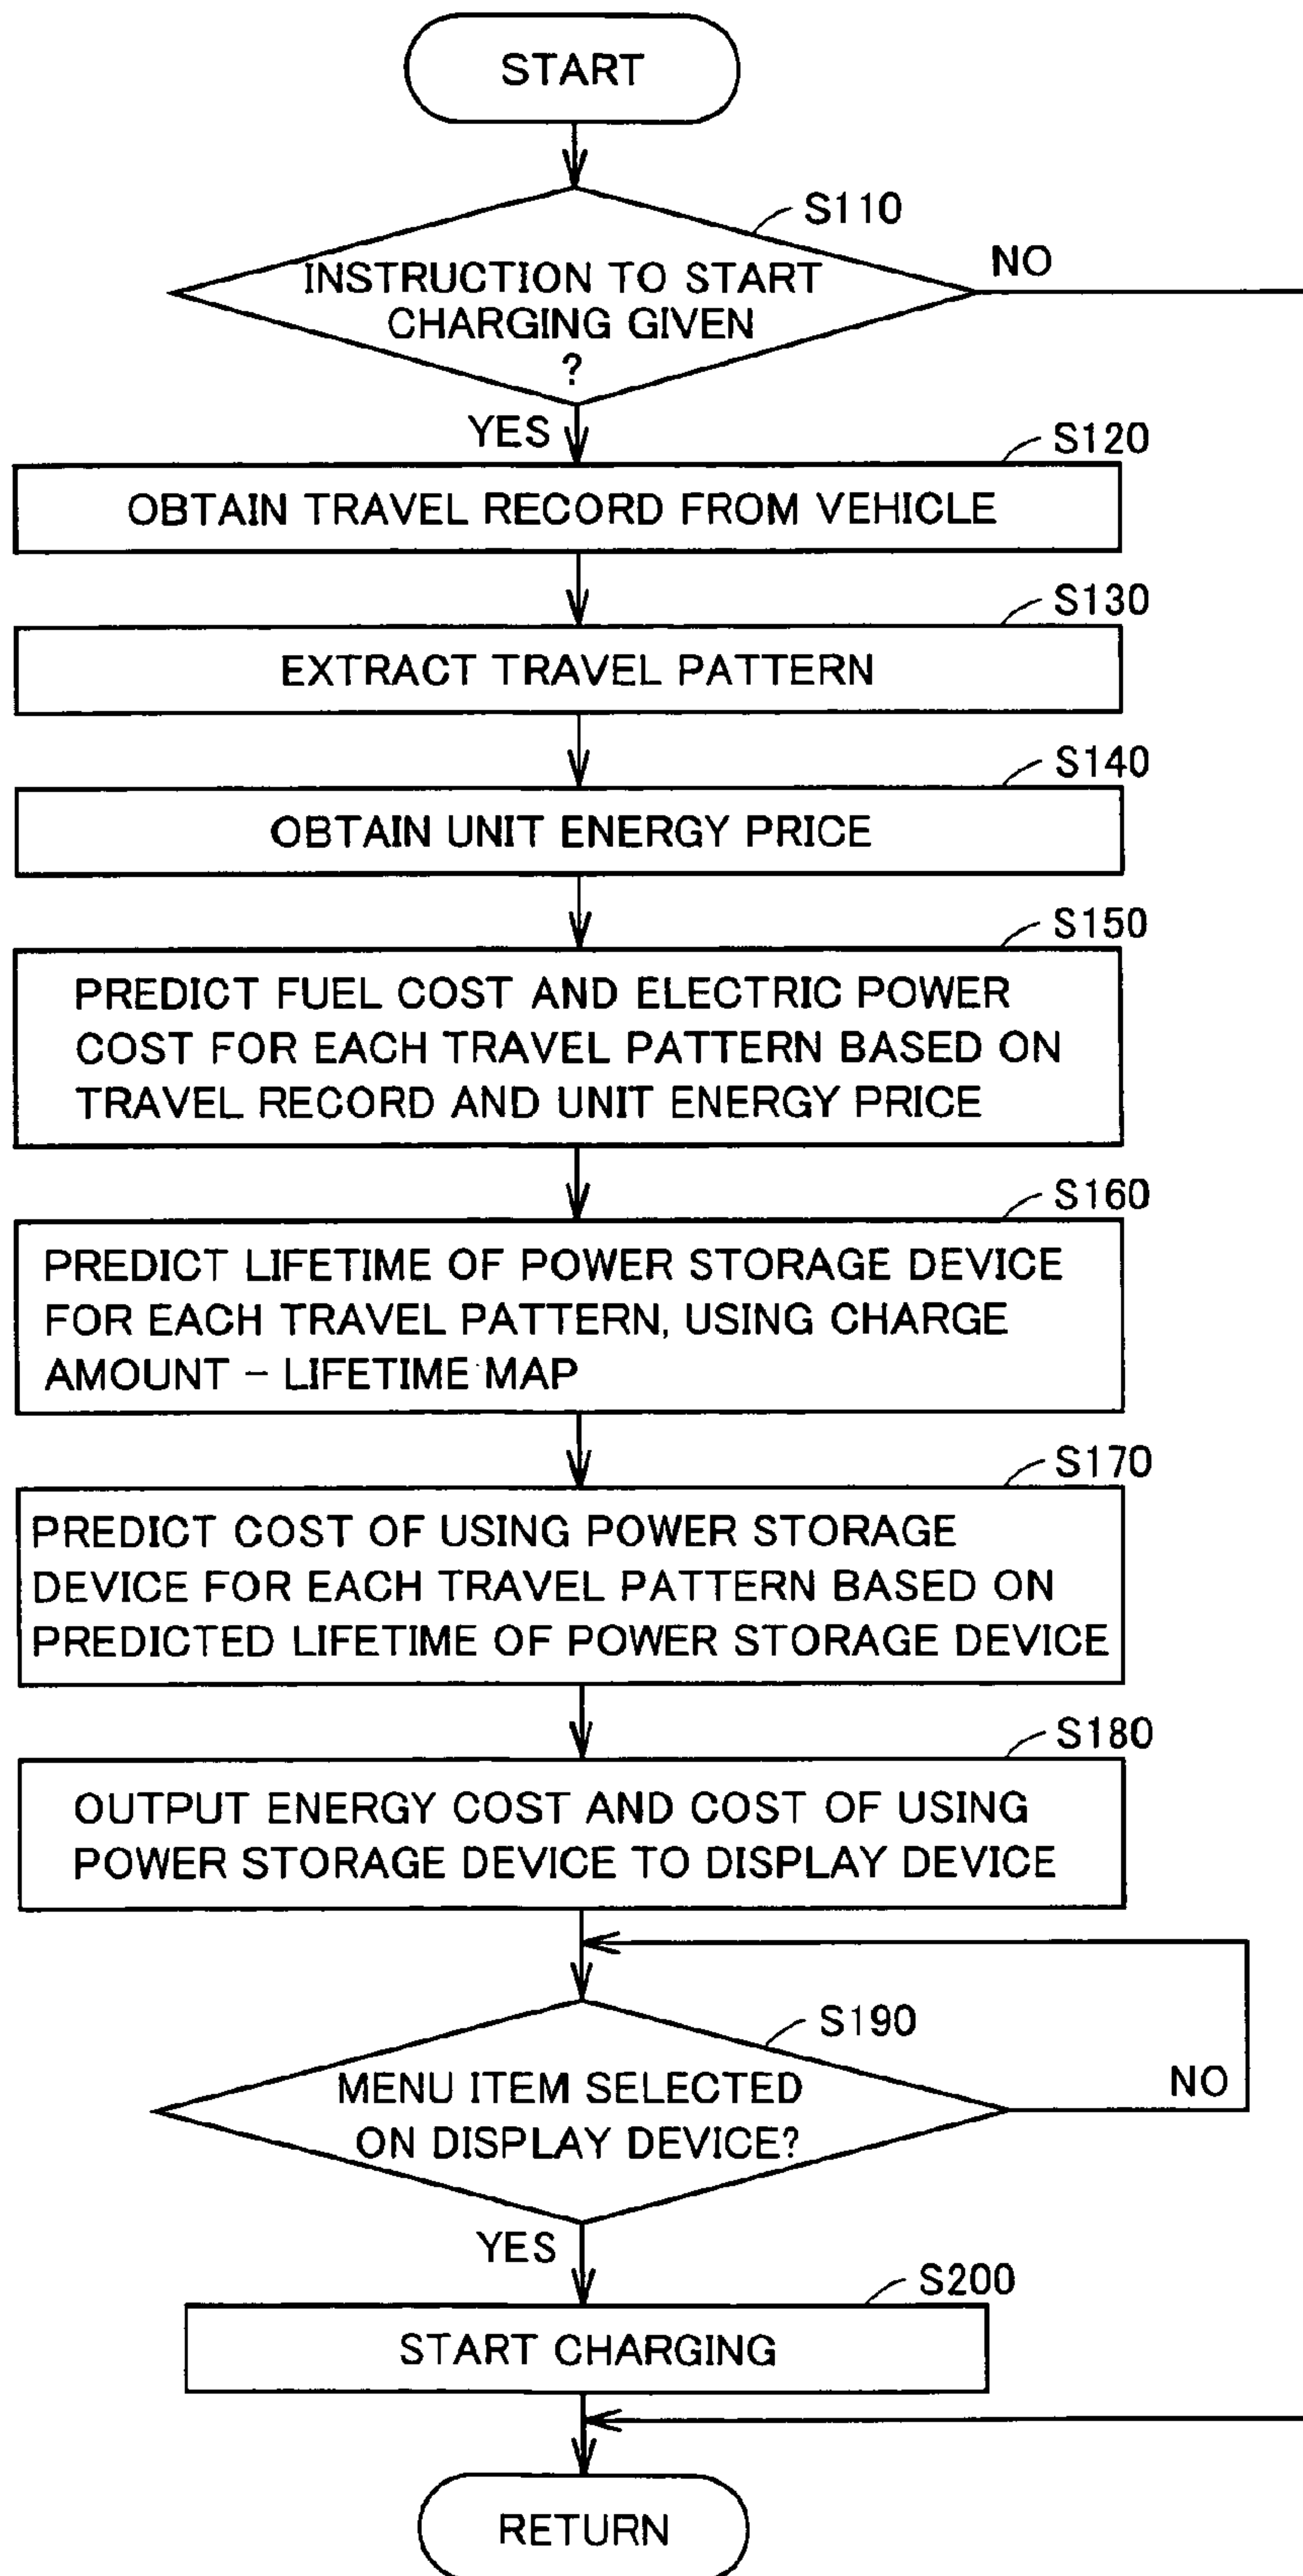 START
S110
NO
INSTRUCTION TO START
CHARGING GIVEN
?
YES
S120
OBTAIN TRAVEL RECORD FROM VEHICLE
S130
EXTRACT TRAVEL PATTERN
S140
OBTAIN UNIT ENERGY PRICE
S150
PREDICT FUEL COST AND ELECTRIC POWER
COST FOR EACH TRAVEL PATTERN BASED ON
TRAVEL RECORD AND UNIT ENERGY PRICE
S160
PREDICT LIFETIME OF POWER STORAGE DEVICE
FOR EACH TRAVEL PATTERN, USING CHARGE
AMOUNT – LIFETIME MAP
S170
PREDICT COST OF USING POWER STORAGE
DEVICE FOR EACH TRAVEL PATTERN BASED ON
PREDICTED LIFETIME OF POWER STORAGE DEVICE
S180
OUTPUT ENERGY COST AND COST OF USING
POWER STORAGE DEVICE TO DISPLAY DEVICE
S190
MENU ITEM SELECTED
ON DISPLAY DEVICE?
NO
YES
S200
START CHARGING
RETURN